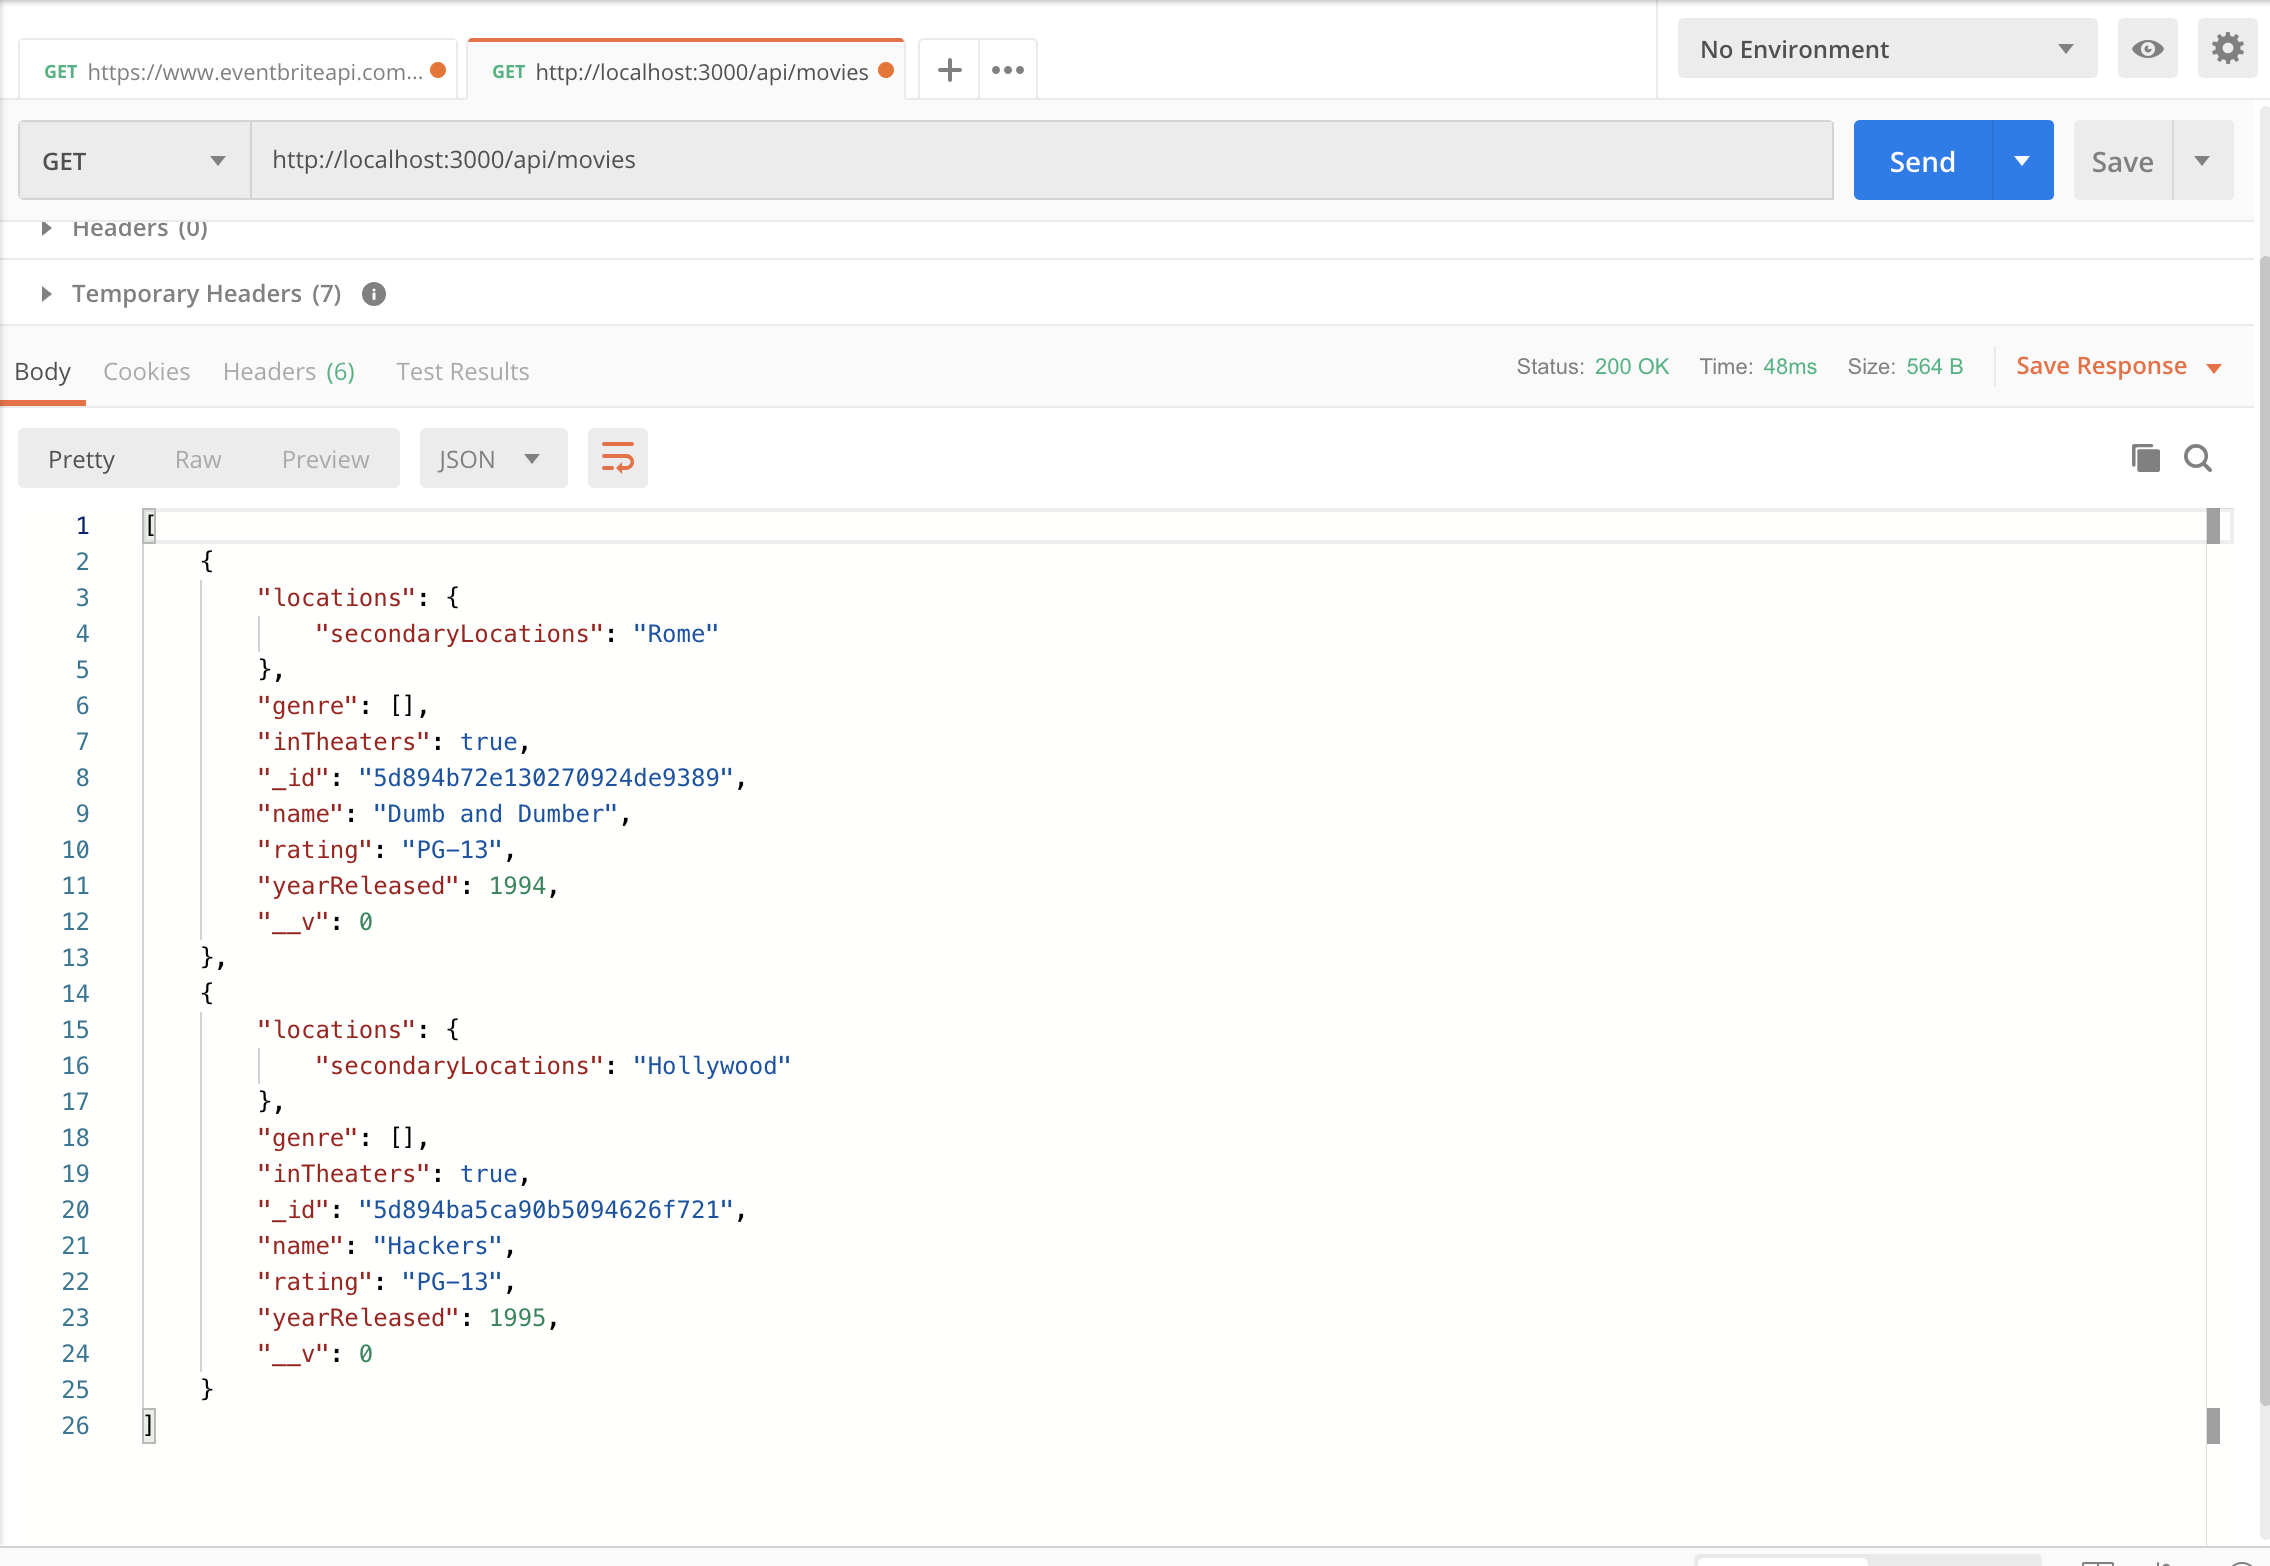 GET https://www.eventbriteapi.com... GET http://localhost:3000/api/movies + ••• No Environment
GET http://localhost:3000/api/movies Send Save
Headers (0)
Temporary Headers (7)
Body Cookies Headers (6) Test Results Status: 200 OK Time: 48ms Size: 564 B Save Response
Pretty Raw Preview JSON
1 [
2 {
3 "locations": {
4 "secondaryLocations": "Rome"
5 },
6 "genre": [],
7 "inTheaters": true,
8 "_id": "5d894b72e130270924de9389",
9 "name": "Dumb and Dumber",
10 "rating": "PG-13",
11 "yearReleased": 1994,
12 "__v": 0
13 },
14 {
15 "locations": {
16 "secondaryLocations": "Hollywood"
17 },
18 "genre": [],
19 "inTheaters": true,
20 "_id": "5d894ba5ca90b5094626f721",
21 "name": "Hackers",
22 "rating": "PG-13",
23 "yearReleased": 1995,
24 "__v": 0
25 }
26 ]